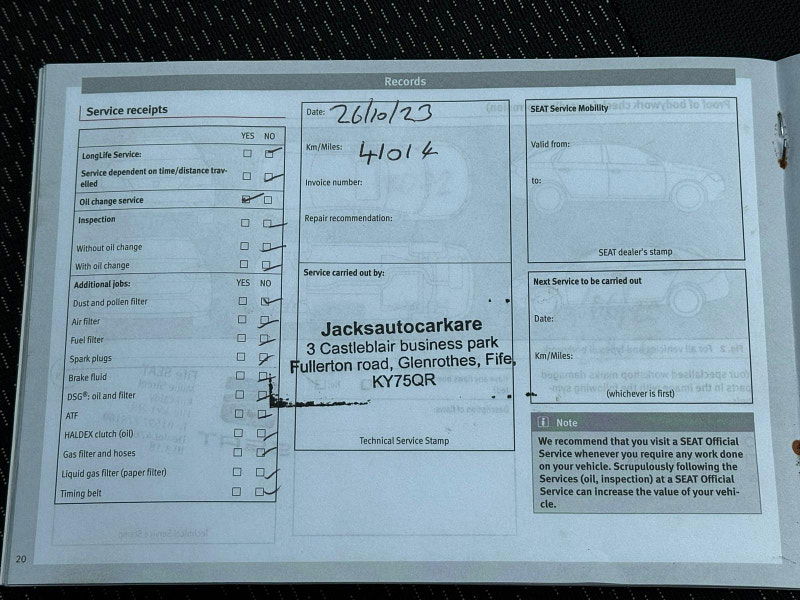 Records
Service receipts
YES NO
LongLife Service:
Service dependent on time/distance trav-
elled
Oil change service
Inspection
Without oil change
With oil change
Additional jobs: YES NO
Dust and pollen filter
Air filter
Fuel filter
Spark plugs
Brake fluid
DSG®: oil and filter
ATF
HALDEX clutch (oil)
Gas filter and hoses
Liquid gas filter (paper filter)
Timing belt
Date: 26/10/23
Km/Miles: 41014
Invoice number:
Repair recommendation:
Service carried out by:
Jacksautocarkare
3 Castleblair business park
Fullerton road, Glenrothes, Fife,
KY75QR
Technical Service Stamp
SEAT Service Mobility
Valid from:
to:
SEAT dealer's stamp
Next Service to be carried out
Date:
Km/Miles:
(whichever is first)
i Note
We recommend that you visit a SEAT Official
Service whenever you require any work done
on your vehicle. Scrupulously following the
Services (oil, inspection) at a SEAT Official
Service can increase the value of your vehi-
cle.
20